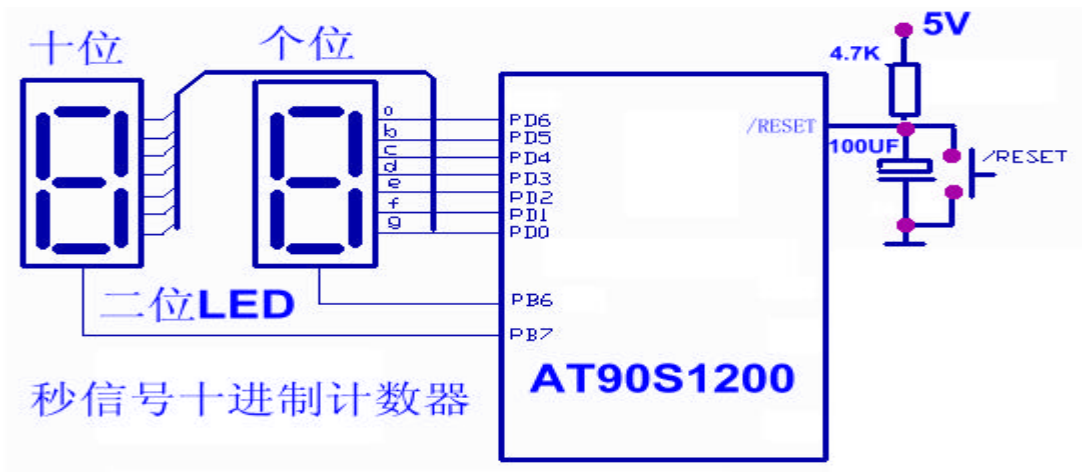 十位
个位
a
b
c
d
e
f
g
PD6
PD5
PD4
PD3
PD2
PD1
PD0
/RESET
5V
4.7K
100UF
/RESET
二位LED
PB6
PB7
AT90S1200
秒信号十进制计数器